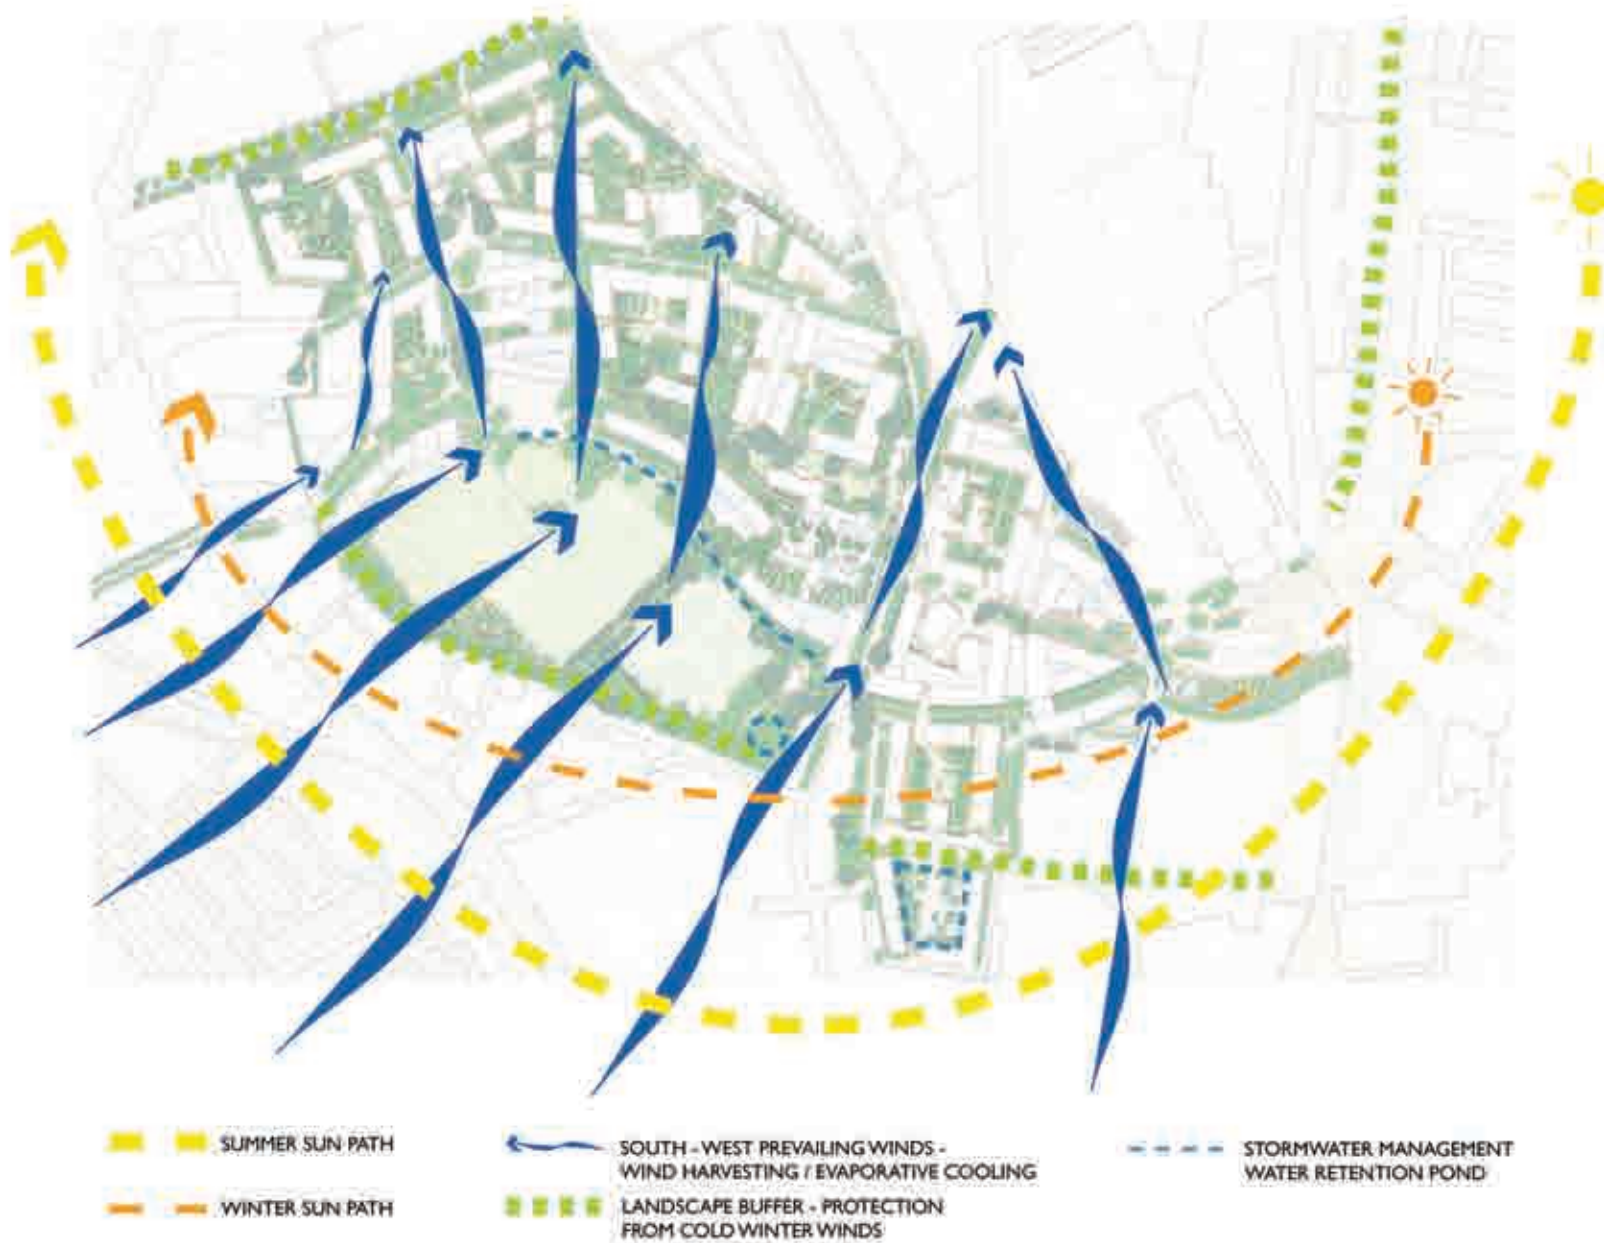 SUMMER SUN PATH
WINTER SUN PATH
SOUTH - WEST PREVAILING WINDS -
WIND HARVESTING / EVAPORATIVE COOLING
LANDSCAPE BUFFER - PROTECTION
FROM COLD WINTER WINDS
STORMWATER MANAGEMENT
WATER RETENTION POND